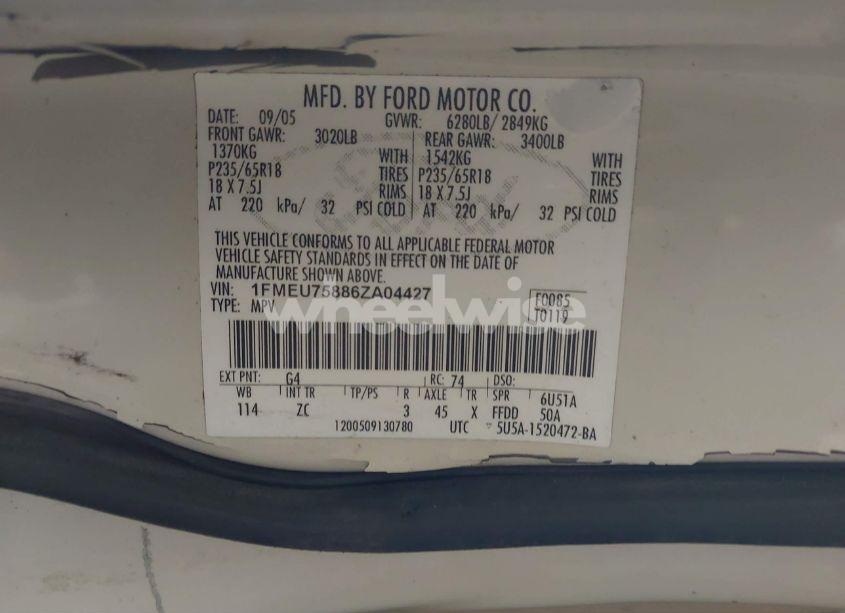 MFD. BY FORD MOTOR CO.
DATE: 09/05 GVWR: 6280LB/ 2849KG
FRONT GAWR: 3020LB REAR GAWR: 3400LB
1370KG WITH 1542KG WITH
P235/65R18 TIRES P235/65R18 TIRES
18 X 7.5J RIMS 18 X 7.5J RIMS
AT 220 kPa/ 32 PSI COLD AT 220 kPa/ 32 PSI COLD
THIS VEHICLE CONFORMS TO ALL APPLICABLE FEDERAL MOTOR
VEHICLE SAFETY STANDARDS IN EFFECT ON THE DATE OF
MANUFACTURE SHOWN ABOVE.
VIN: 1FMEU75886ZA04427 F0085
TYPE: MPV T0119
wheelwise
EXT PNT: G4 RC: 74 DSO:
WB INT TR TP/PS R AXLE TR SPR 6U51A
114 ZC 3 45 X FFDD 50A
1200509130780 UTC 5U5A-1520472-BA